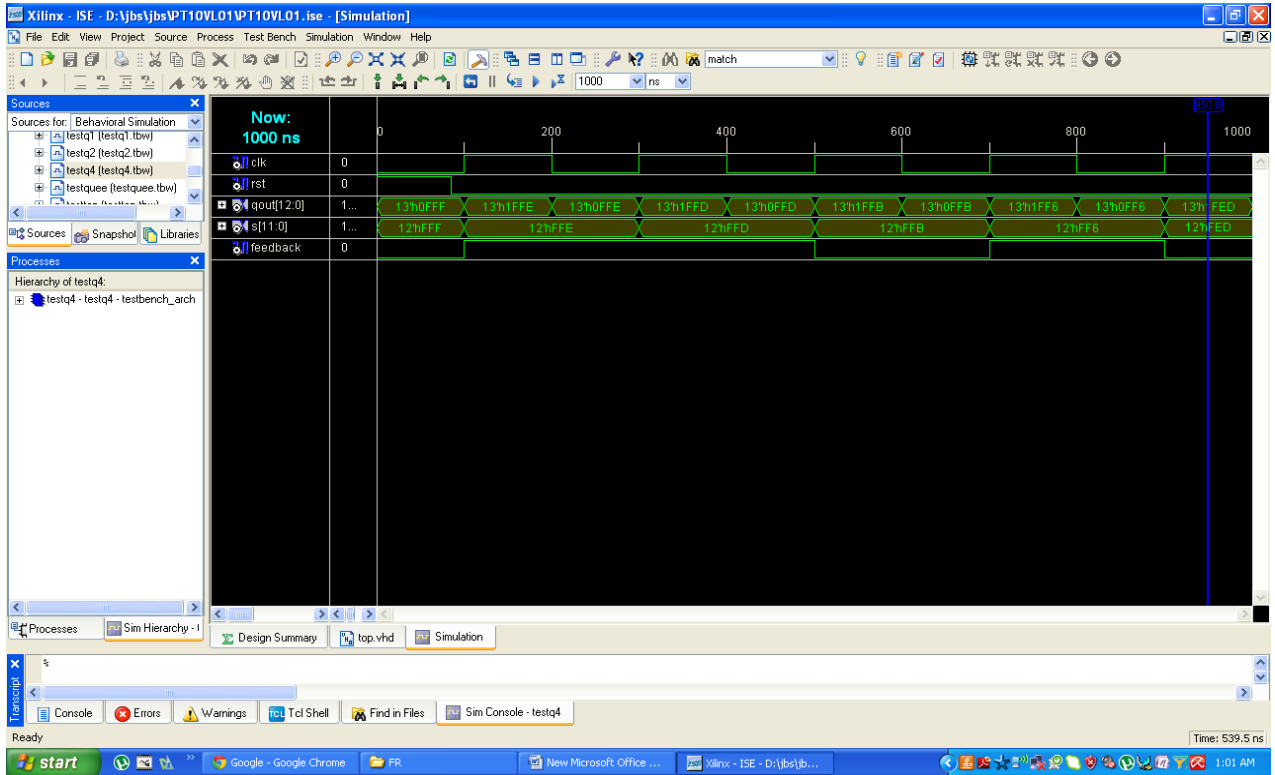 Xilinx - ISE - D:\jbs\jbs\PT10VL01\PT10VL01.ise - [Simulation]
File Edit View Project Source Process Test Bench Simulation Window Help
match
1000 ns
Sources
Sources for: Behavioral Simulation
testq1 (testq1.tbw)
testq2 (testq2.tbw)
testq4 (testq4.tbw)
testquee (testquee.tbw)
Sources Snapshot Libraries
Processes
Hierarchy of testq4:
testq4 - testq4 - testbench_arch
Processes Sim Hierarchy - t
Now:
1000 ns
950.0
0 200 400 600 800 1000
clk 0
rst 0
qout[12:0] 1... 13'h0FFF 13'h1FFE 13'h0FFE 13'h1FFD 13'h0FFD 13'h1FFB 13'h0FFB 13'h1FF6 13'h0FF6 13'h1FED
s[11:0] 1... 12'hFFF 12'hFFE 12'hFFD 12'hFFB 12'hFF6 12'hFED
feedback 0
Design Summary top.vhd Simulation
%
Transcript
Console Errors Warnings Tcl Shell Find in Files Sim Console - testq4
Ready Time: 539.5 ns
start Google - Google Chrome FR New Microsoft Office ... Xilinx - ISE - D:\jbs\jb... 1:01 AM